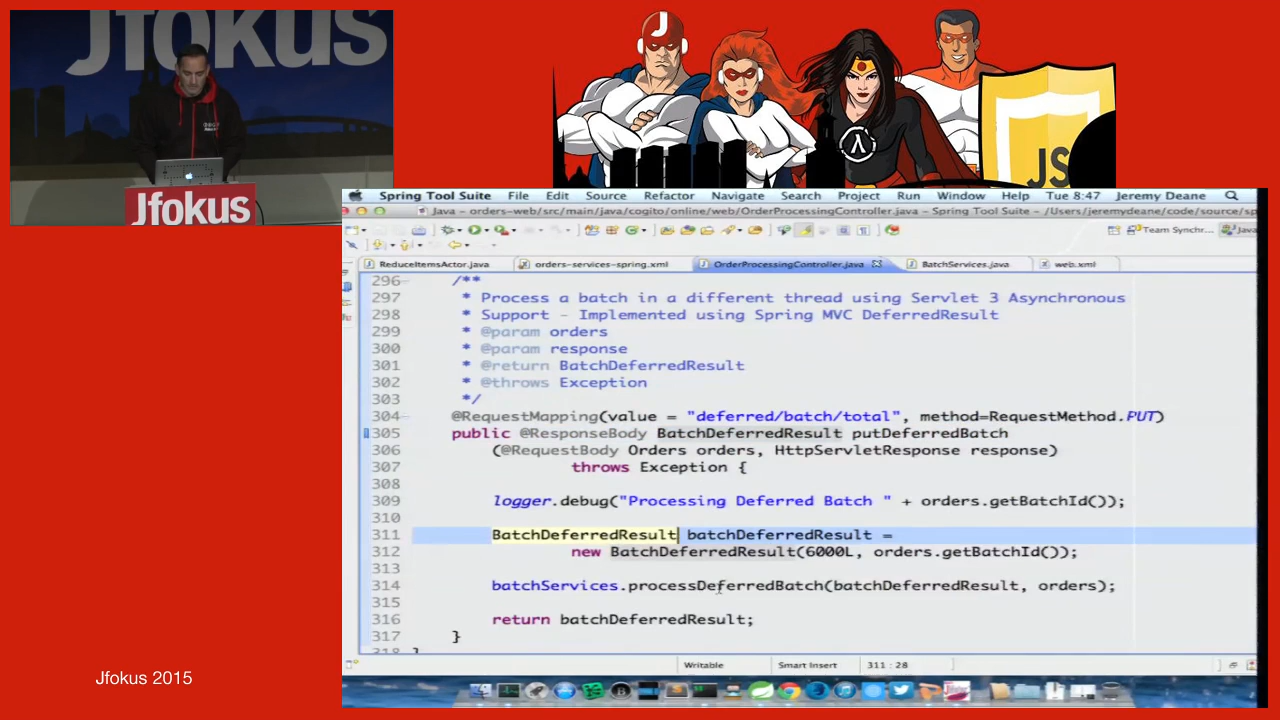 Jfokus
Jfokus
J
JS
Spring Tool Suite File Edit Source Refactor Navigate Search Project Run Window Help Tue 8:47 Jeremy Deane
Java - orders-web/src/main/java/cogito/online/web/OrderProcessingController.java - Spring Tool Suite - /Users/jeremydeane/code/source/sp
Team Synchr... Java
ReduceItemsActor.java orders-services-spring.xml OrderProcessingController.java BatchServices.java web.xml
296 /**
297 * Process a batch in a different thread using Servlet 3 Asynchronous
298 * Support - Implemented using Spring MVC DeferredResult
299 * @param orders
300 * @param response
301 * @return BatchDeferredResult
302 * @throws Exception
303 */
304 @RequestMapping(value = "deferred/batch/total", method=RequestMethod.PUT)
305 public @ResponseBody BatchDeferredResult putDeferredBatch
306 (@RequestBody Orders orders, HttpServletResponse response)
307 throws Exception {
308
309 logger.debug("Processing Deferred Batch " + orders.getBatchId());
310
311 BatchDeferredResult batchDeferredResult =
312 new BatchDeferredResult(6000L, orders.getBatchId());
313
314 batchServices.processDeferredBatch(batchDeferredResult, orders);
315
316 return batchDeferredResult;
317 }
318 }
Writable Smart Insert 311 : 28
Jfokus 2015